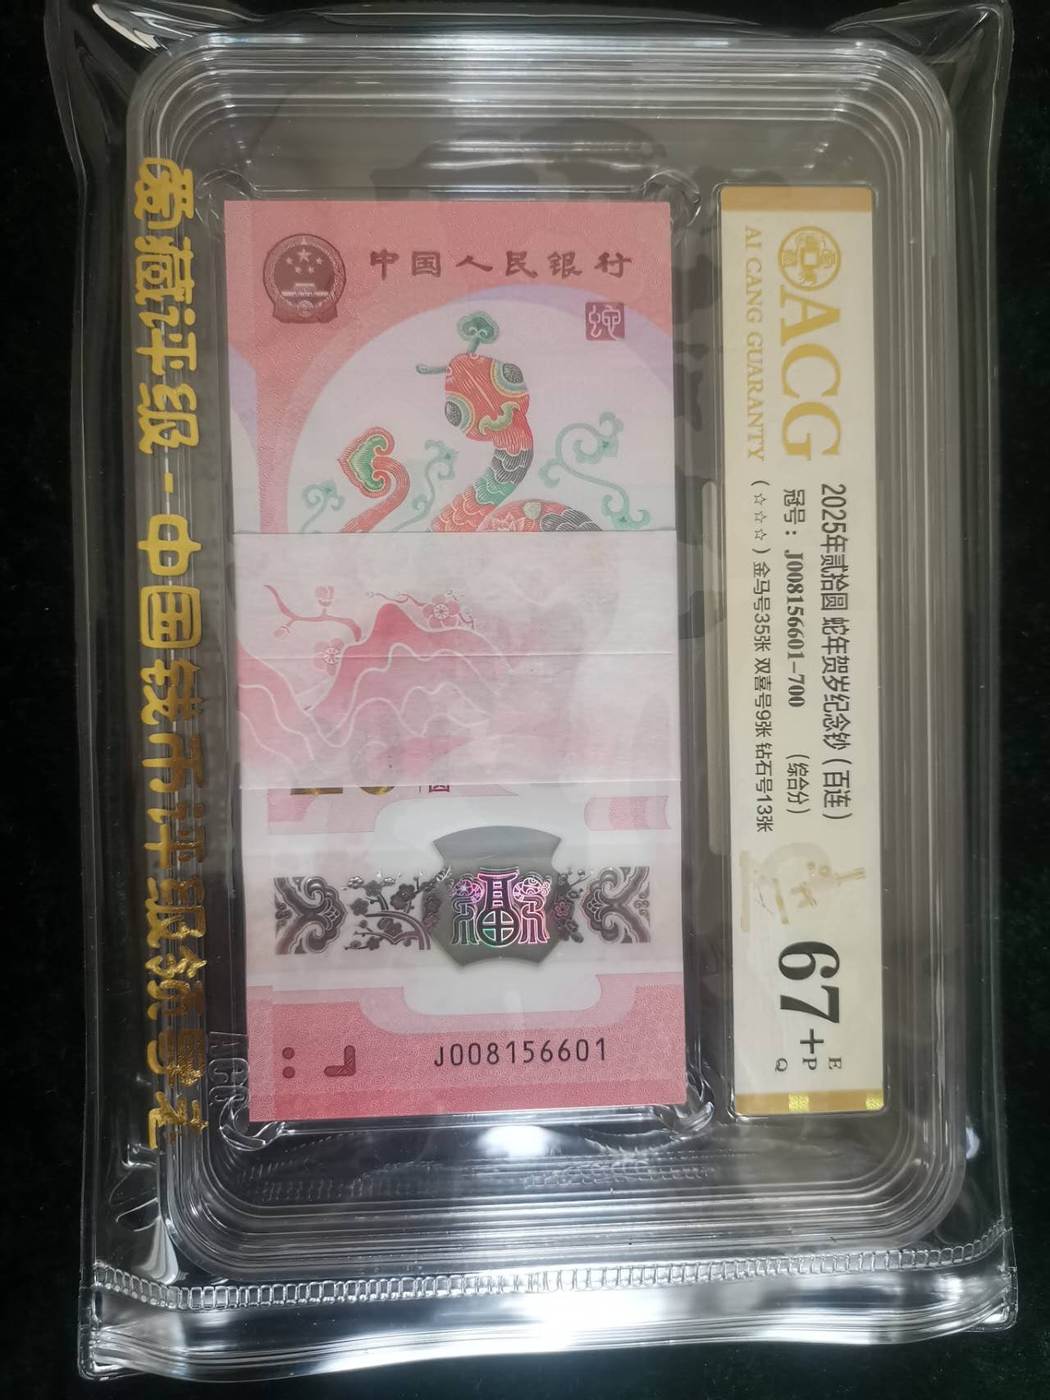 中国人民银行
圆
J008156601
ACG
AI CANG GUARANTY
2025年贰拾圆 蛇年贺岁纪念钞（百连）
冠号：J008156601-700 （综合分）
（☆☆☆）金马号35张 双喜号9张 钻石号13张
67+
E
P
Q
爱藏评级-中国钱币评级领导者